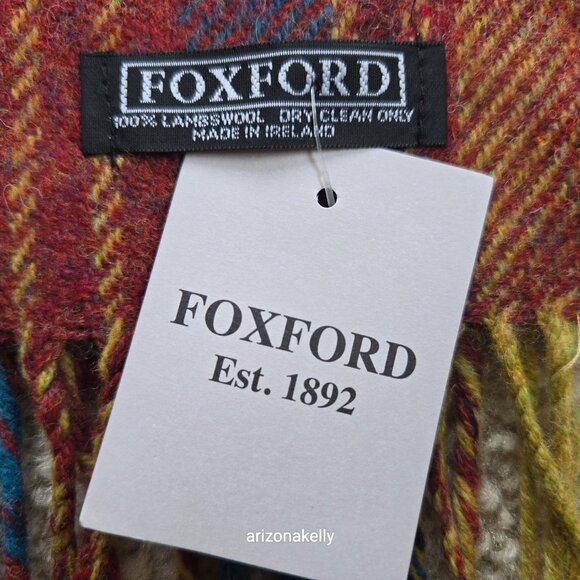 FOXFORD
100% LAMBSWOOL DRY CLEAN ONLY
MADE IN IRELAND
FOXFORD
Est. 1892
arizonakelly